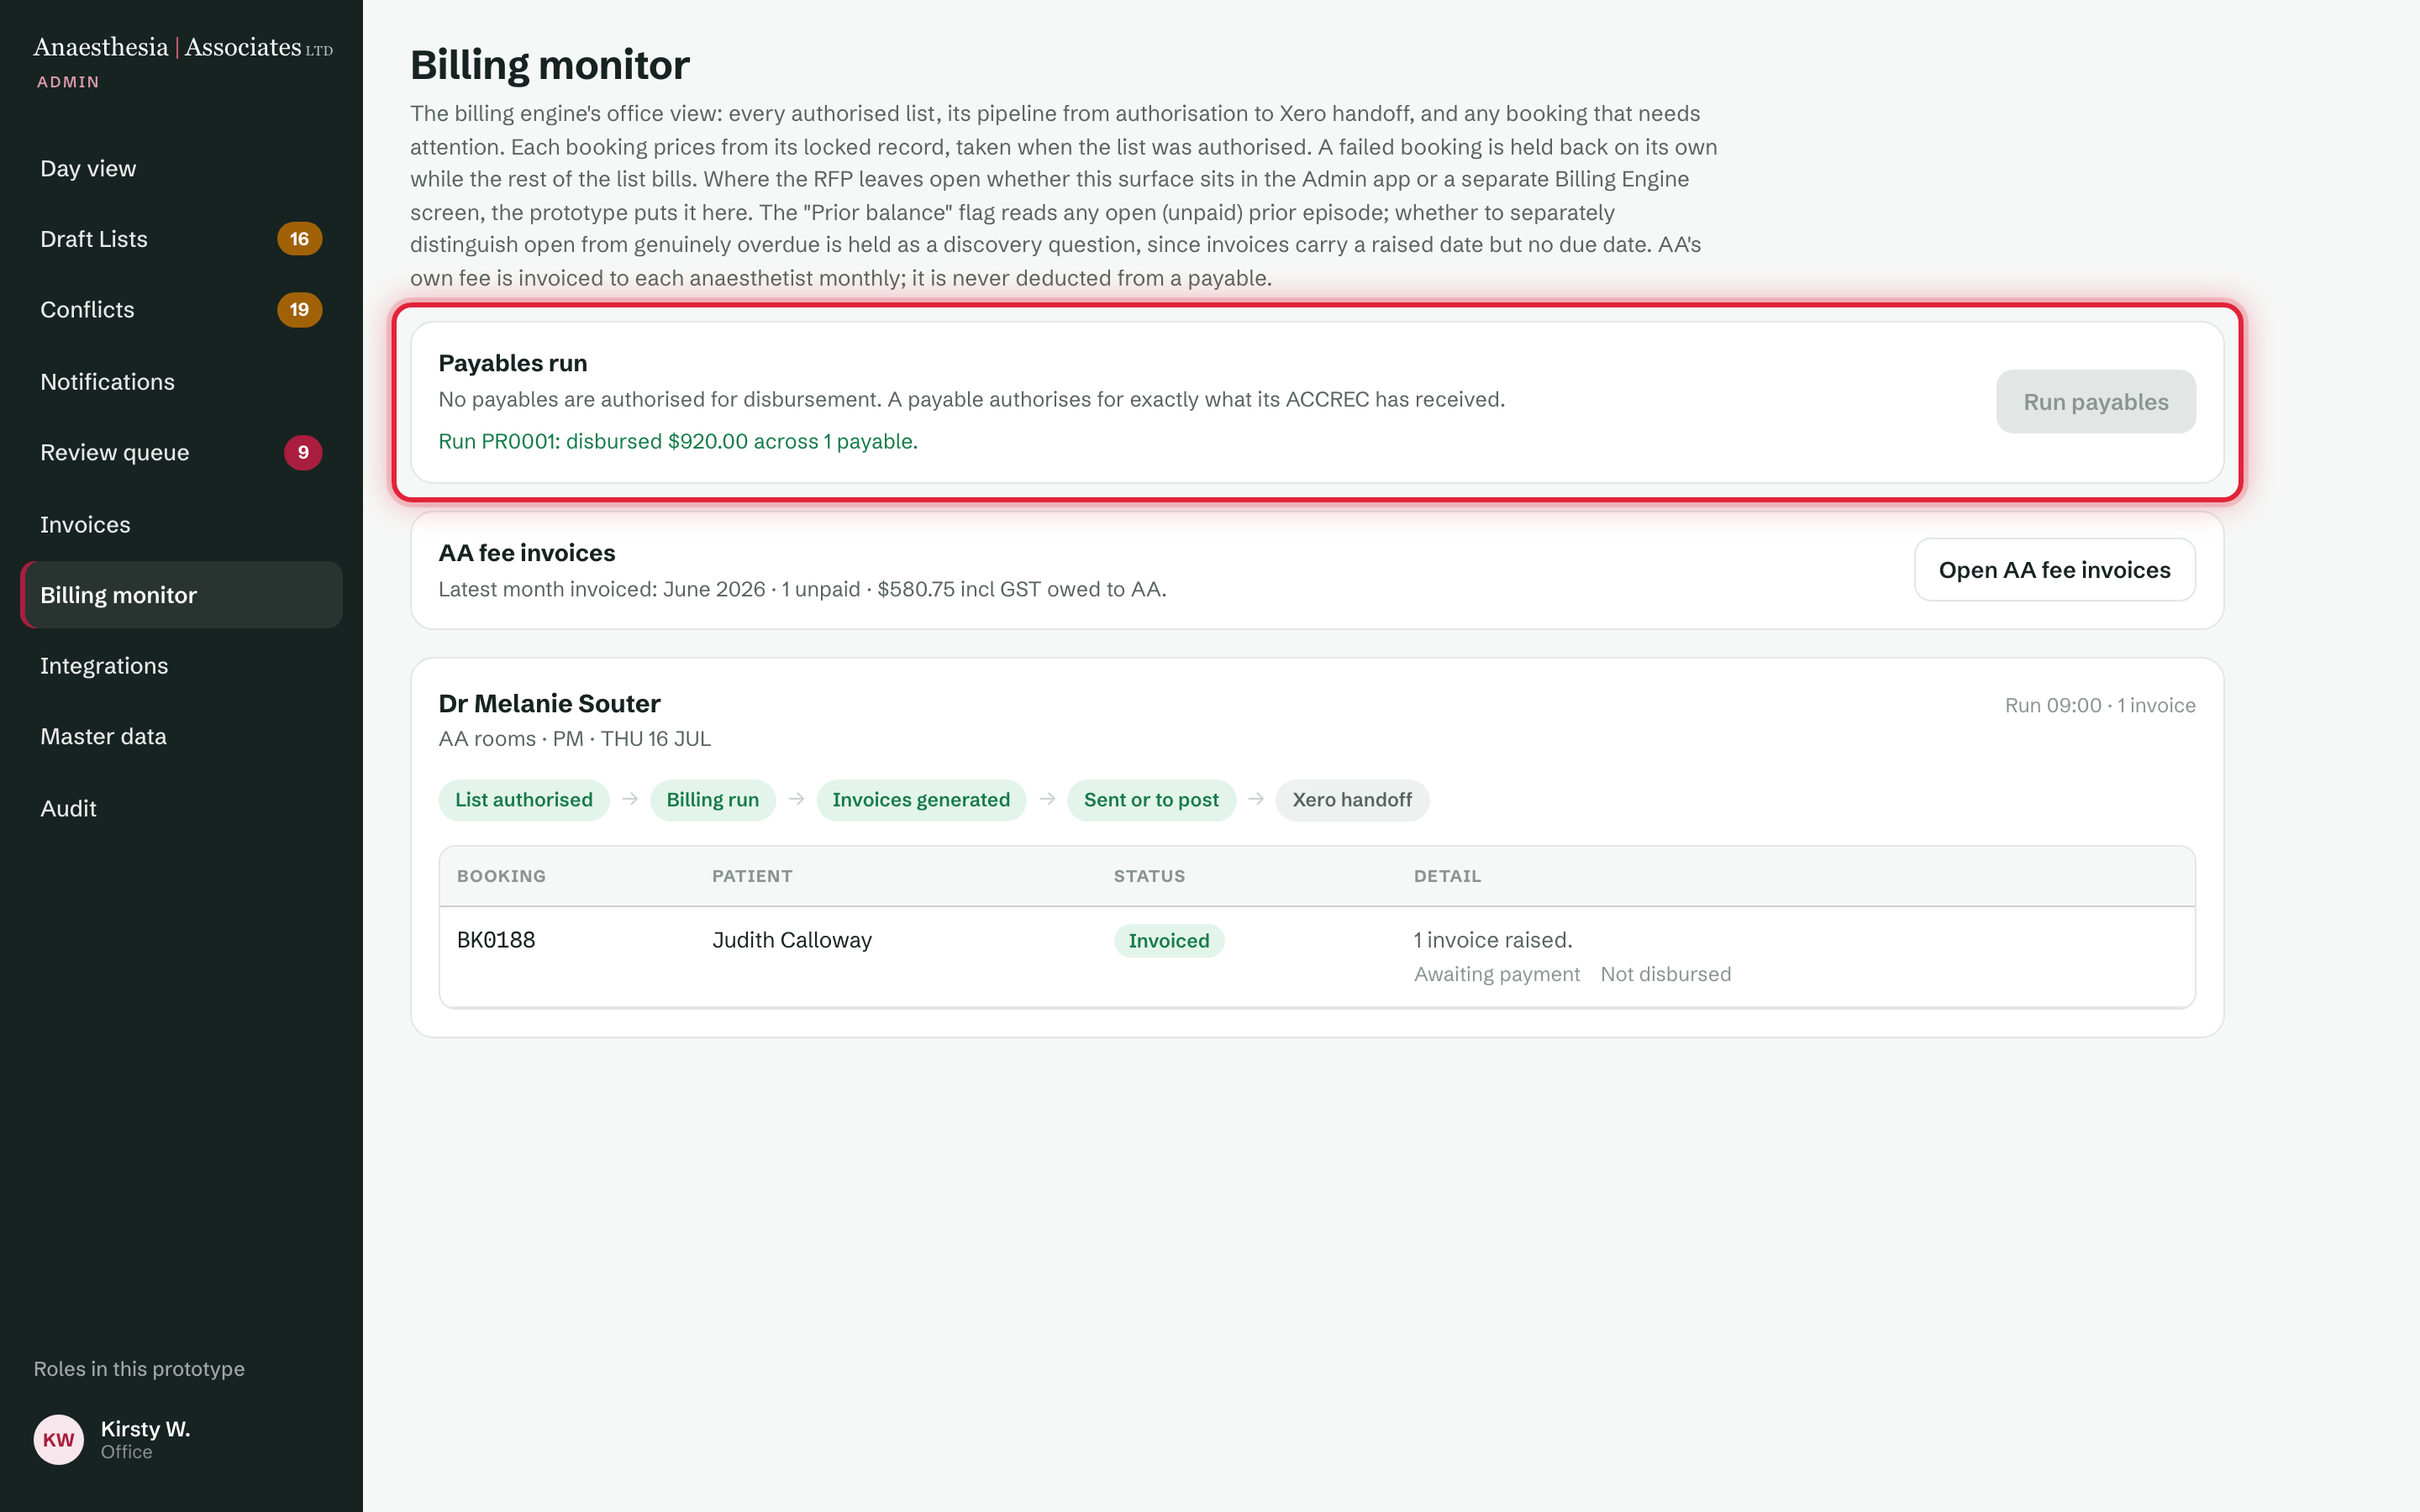 Anaesthesia | Associates LTD
ADMIN
Day view
Draft Lists 16
Conflicts 19
Notifications
Review queue 9
Invoices
Billing monitor
Integrations
Master data
Audit
Roles in this prototype
KW
Kirsty W.
Office
Billing monitor
The billing engine's office view: every authorised list, its pipeline from authorisation to Xero handoff, and any booking that needs
attention. Each booking prices from its locked record, taken when the list was authorised. A failed booking is held back on its own
while the rest of the list bills. Where the RFP leaves open whether this surface sits in the Admin app or a separate Billing Engine
screen, the prototype puts it here. The "Prior balance" flag reads any open (unpaid) prior episode; whether to separately
distinguish open from genuinely overdue is held as a discovery question, since invoices carry a raised date but no due date. AA's
own fee is invoiced to each anaesthetist monthly; it is never deducted from a payable.
Payables run
No payables are authorised for disbursement. A payable authorises for exactly what its ACCREC has received.
Run PR0001: disbursed $920.00 across 1 payable.
Run payables
AA fee invoices
Latest month invoiced: June 2026 · 1 unpaid · $580.75 incl GST owed to AA.
Open AA fee invoices
Dr Melanie Souter
Run 09:00 · 1 invoice
AA rooms · PM · THU 16 JUL
List authorised → Billing run → Invoices generated → Sent or to post → Xero handoff
BOOKING PATIENT STATUS DETAIL
BK0188 Judith Calloway Invoiced 1 invoice raised.
Awaiting payment Not disbursed